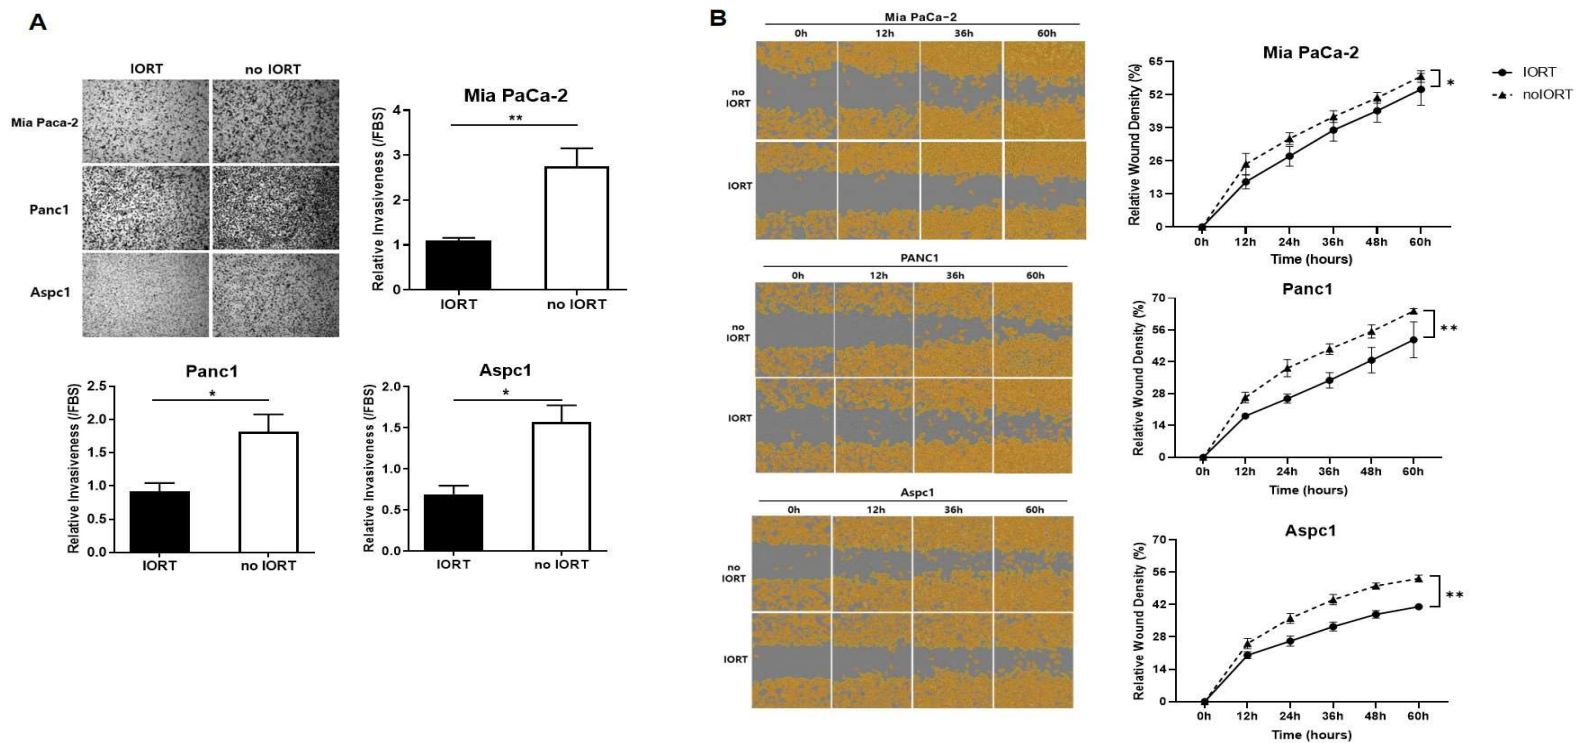 A
IORT no IORT
Mia Paca-2
Panc1
Aspc1
Mia PaCa-2
Relative Invasiveness (/FBS)
4
3
2
1
0
**
IORT no IORT
Panc1
Relative Invasiveness (/FBS)
2.5
2.0
1.5
1.0
0.5
0.0
*
IORT no IORT
Aspc1
Relative Invasiveness (/FBS)
2.0
1.5
1.0
0.5
0.0
*
IORT no IORT
B
Mia PaCa-2
0h 12h 36h 60h
no
IORT
IORT
PANC1
0h 12h 36h 60h
no
IORT
IORT
Aspc1
0h 12h 36h 60h
no
IORT
IORT
Mia PaCa-2
Relative Wound Density (%)
65
52
39
26
13
0
*
0h 12h 24h 36h 48h 60h
Time (hours)
IORT
noIORT
Panc1
Relative Wound Density (%)
70
56
42
28
14
0
**
0h 12h 24h 36h 48h 60h
Time (hours)
Aspc1
Relative Wound Density (%)
70
56
42
28
14
0
**
0h 12h 24h 36h 48h 60h
Time (hours)